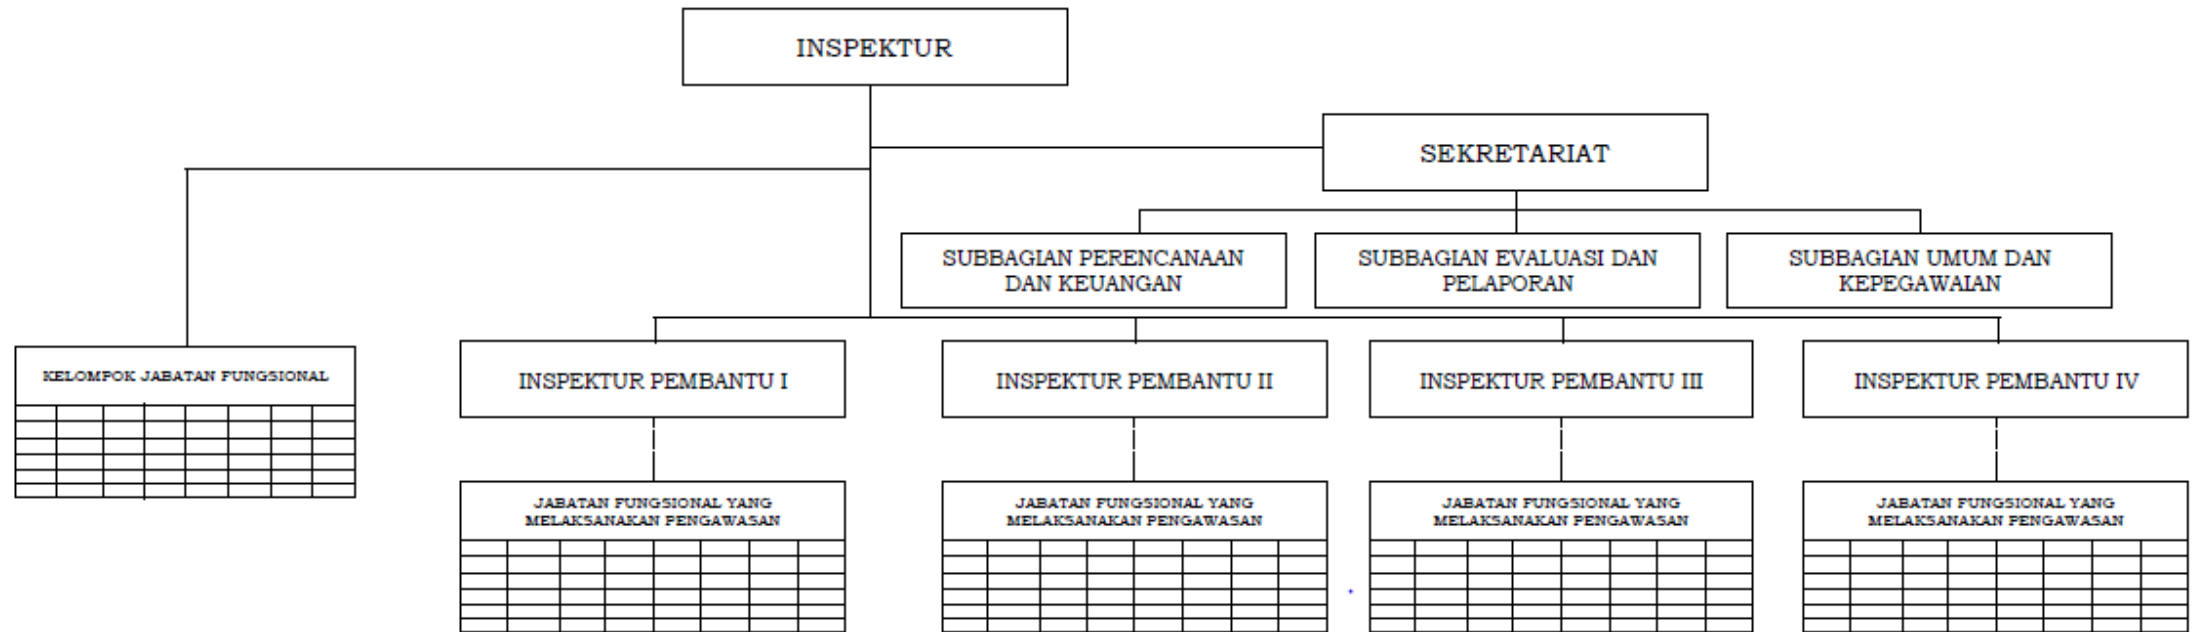 INSPEKTUR
SEKRETARIAT
SUBBAGIAN PERENCANAAN
DAN KEUANGAN
SUBBAGIAN EVALUASI DAN
PELAPORAN
SUBBAGIAN UMUM DAN
KEPEGAWAIAN
KELOMPOK JABATAN FUNGSIONAL
INSPEKTUR PEMBANTU I
INSPEKTUR PEMBANTU II
INSPEKTUR PEMBANTU III
INSPEKTUR PEMBANTU IV
JABATAN FUNGSIONAL YANG
MELAKSANAKAN PENGAWASAN
JABATAN FUNGSIONAL YANG
MELAKSANAKAN PENGAWASAN
JABATAN FUNGSIONAL YANG
MELAKSANAKAN PENGAWASAN
JABATAN FUNGSIONAL YANG
MELAKSANAKAN PENGAWASAN